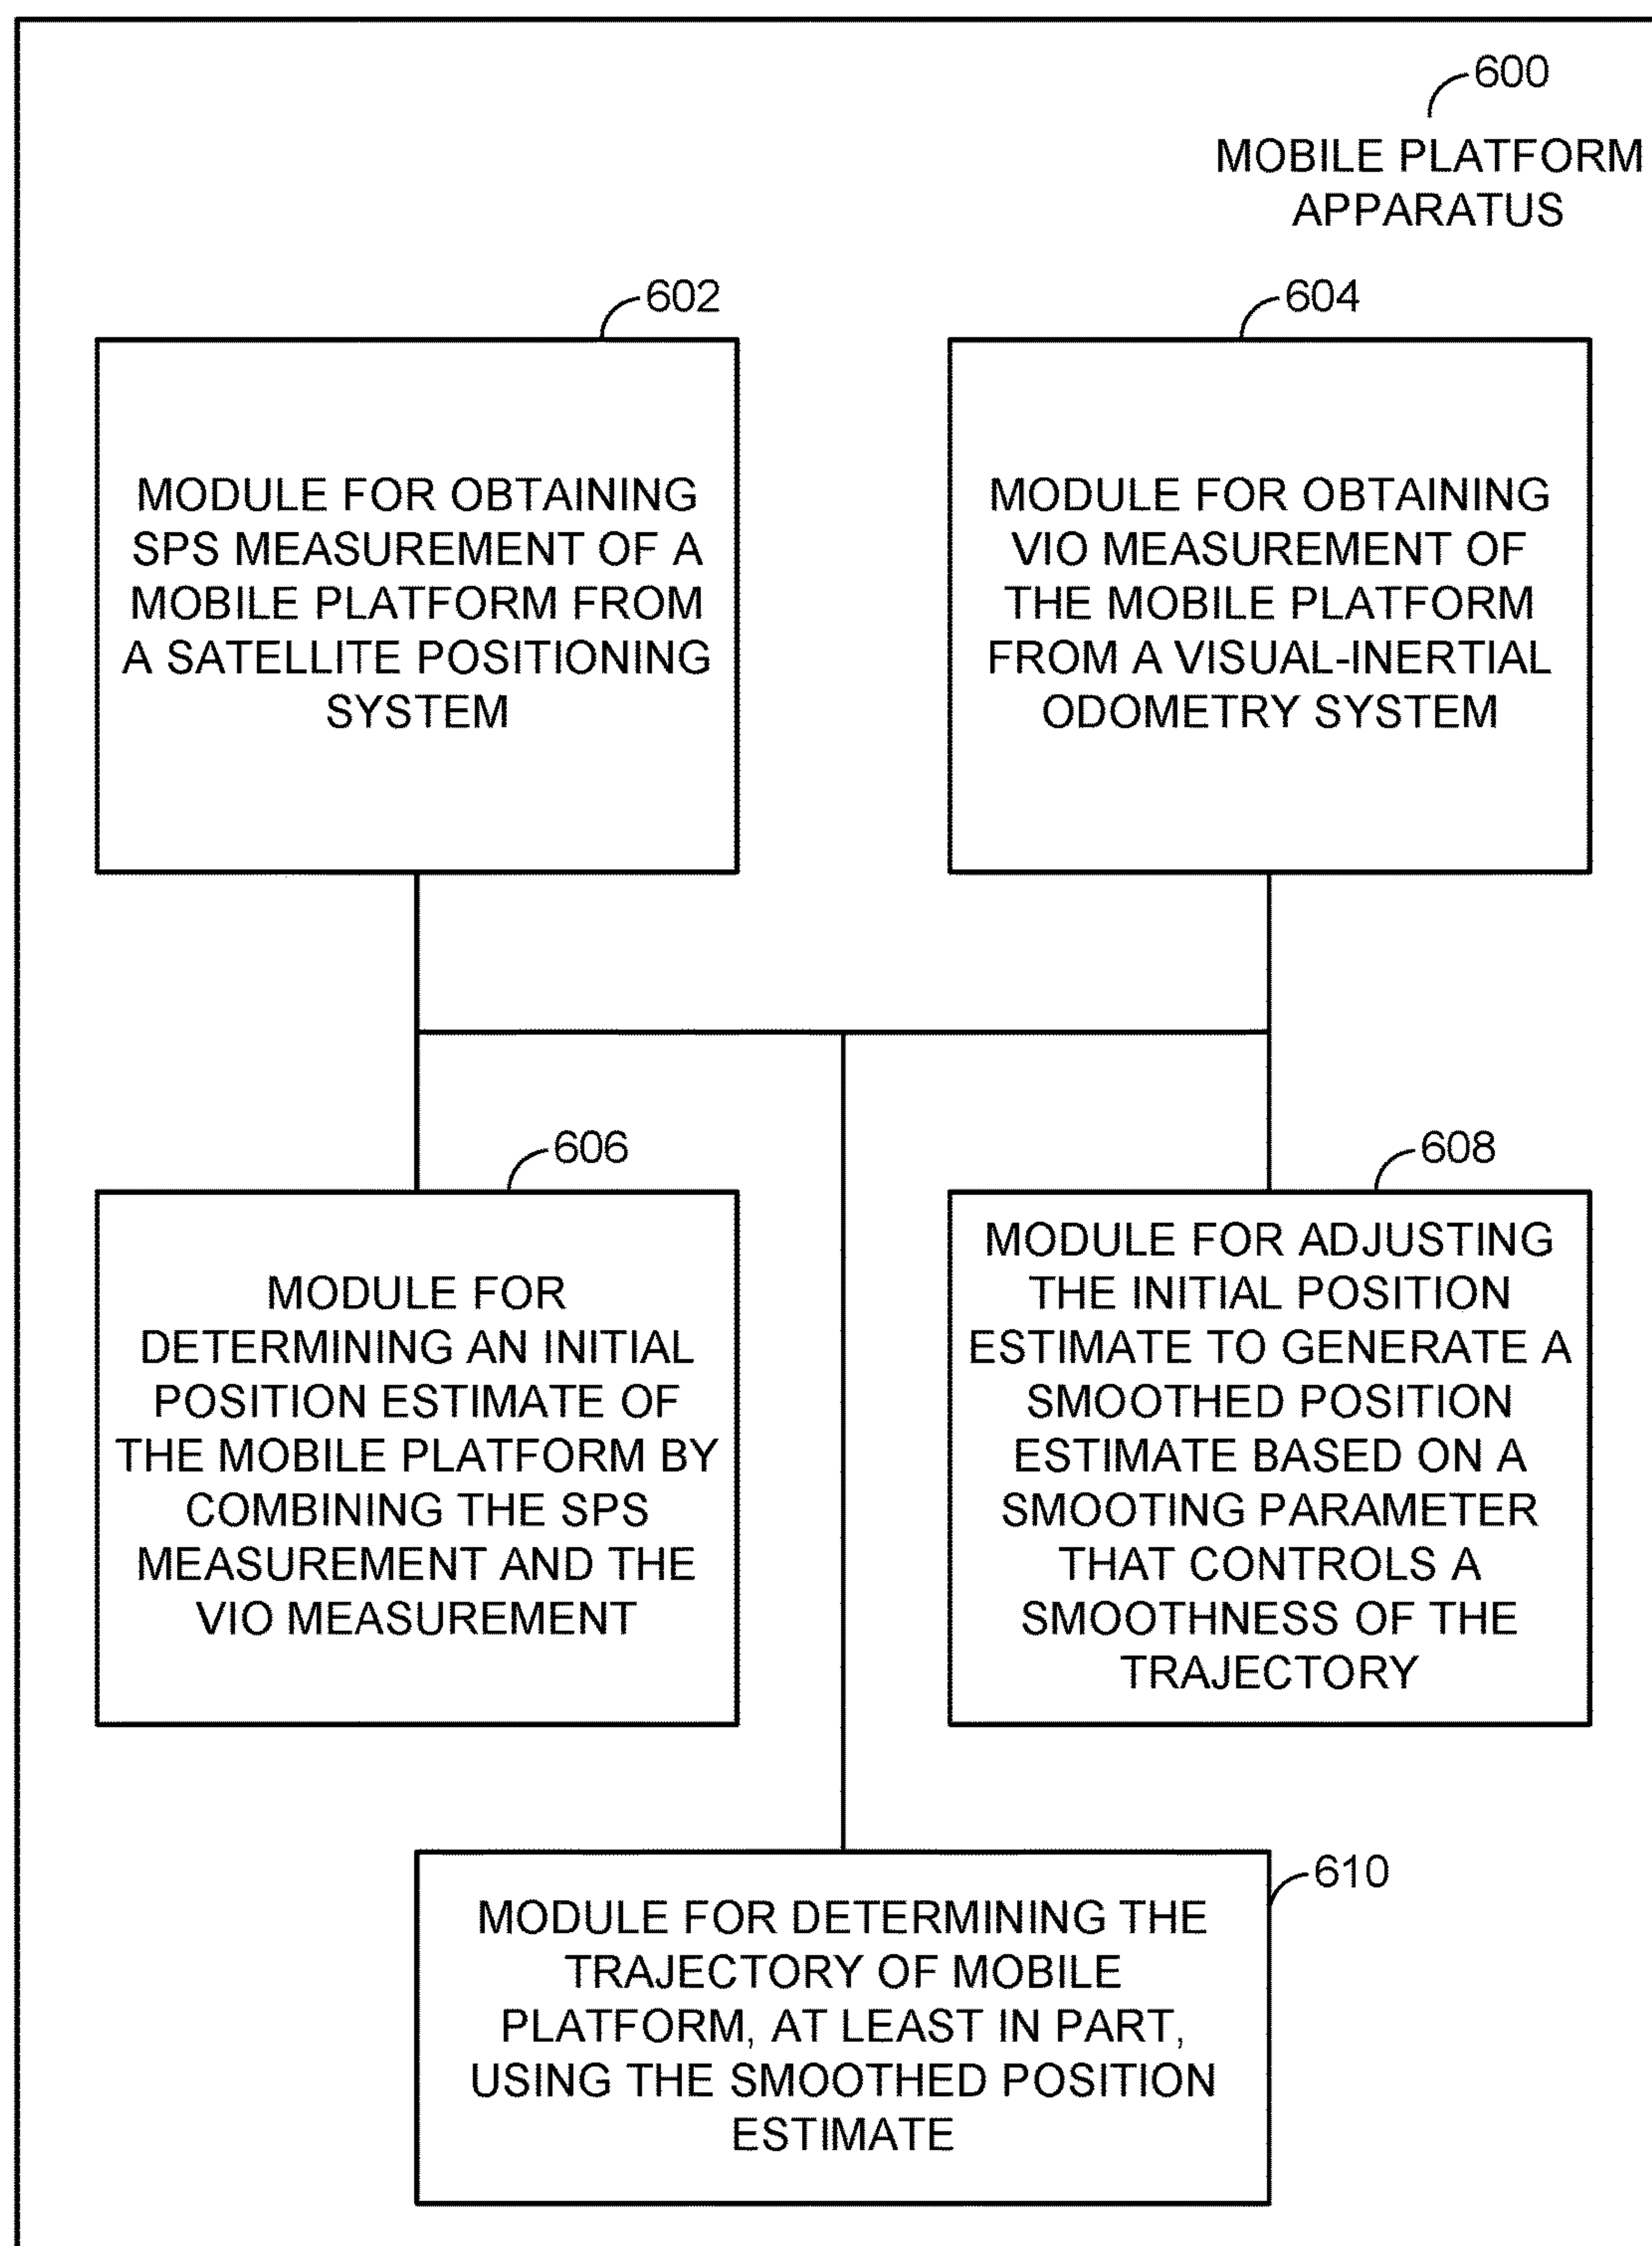 600
MOBILE PLATFORM
APPARATUS
602
MODULE FOR OBTAINING
SPS MEASUREMENT OF A
MOBILE PLATFORM FROM
A SATELLITE POSITIONING
SYSTEM
604
MODULE FOR OBTAINING
VIO MEASUREMENT OF
THE MOBILE PLATFORM
FROM A VISUAL-INERTIAL
ODOMETRY SYSTEM
606
MODULE FOR
DETERMINING AN INITIAL
POSITION ESTIMATE OF
THE MOBILE PLATFORM BY
COMBINING THE SPS
MEASUREMENT AND THE
VIO MEASUREMENT
608
MODULE FOR ADJUSTING
THE INITIAL POSITION
ESTIMATE TO GENERATE A
SMOOTHED POSITION
ESTIMATE BASED ON A
SMOOTING PARAMETER
THAT CONTROLS A
SMOOTHNESS OF THE
TRAJECTORY
610
MODULE FOR DETERMINING THE
TRAJECTORY OF MOBILE
PLATFORM, AT LEAST IN PART,
USING THE SMOOTHED POSITION
ESTIMATE